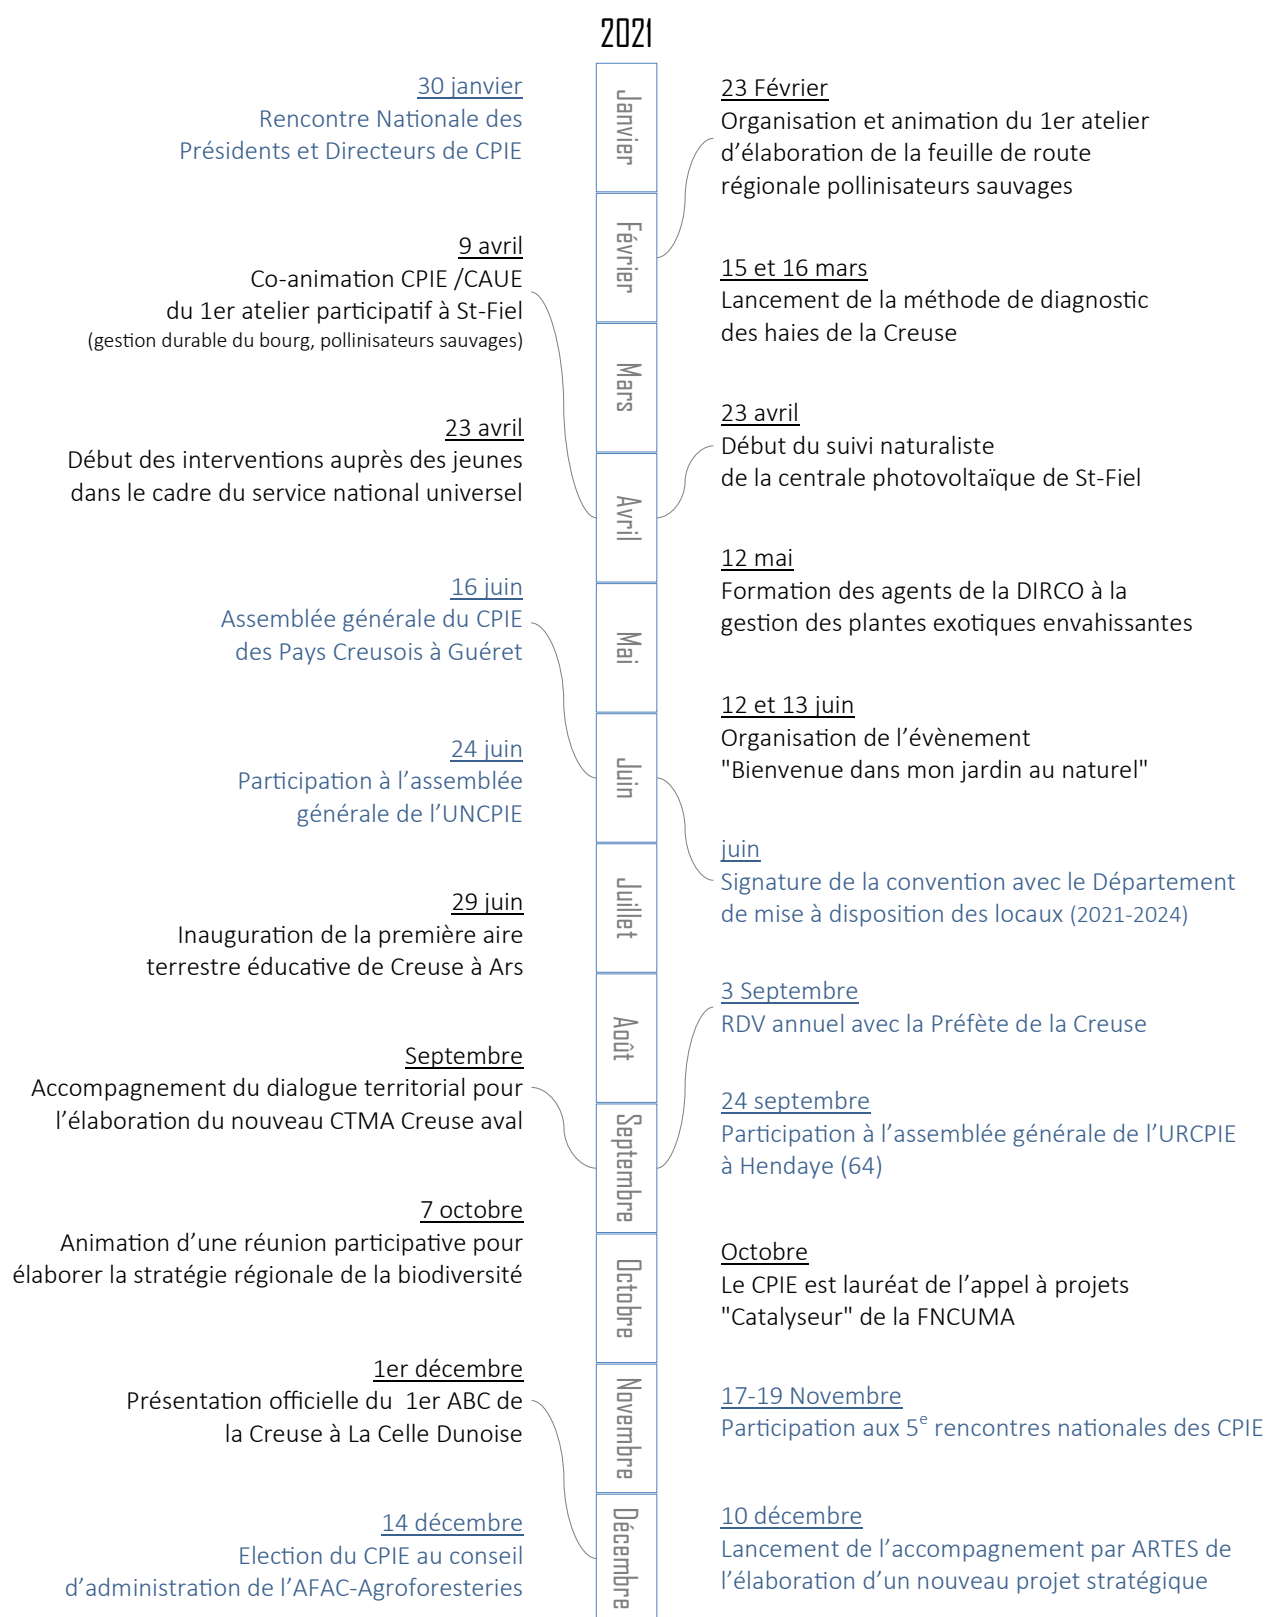 2021
30 janvier
Rencontre Nationale des
Présidents et Directeurs de CPIE
9 avril
Co-animation CPIE /CAUE
du 1er atelier participatif à St-Fiel
(gestion durable du bourg, pollinisateurs sauvages)
23 avril
Début des interventions auprès des jeunes
dans le cadre du service national universel
16 juin
Assemblée générale du CPIE
des Pays Creusois à Guéret
24 juin
Participation à l’assemblée
générale de l’UNCPIE
29 juin
Inauguration de la première aire
terrestre éducative de Creuse à Ars
Septembre
Accompagnement du dialogue territorial pour
l’élaboration du nouveau CTMA Creuse aval
7 octobre
Animation d’une réunion participative pour
élaborer la stratégie régionale de la biodiversité
1er décembre
Présentation officielle du 1er ABC de
la Creuse à La Celle Dunoise
14 décembre
Election du CPIE au conseil
d’administration de l’AFAC-Agroforesteries
Janvier
Février
Mars
Avril
Mai
Juin
Juillet
Août
Septembre
Octobre
Novembre
Décembre
23 Février
Organisation et animation du 1er atelier
d’élaboration de la feuille de route
régionale pollinisateurs sauvages
15 et 16 mars
Lancement de la méthode de diagnostic
des haies de la Creuse
23 avril
Début du suivi naturaliste
de la centrale photovoltaïque de St-Fiel
12 mai
Formation des agents de la DIRCO à la
gestion des plantes exotiques envahissantes
12 et 13 juin
Organisation de l’évènement
"Bienvenue dans mon jardin au naturel"
juin
Signature de la convention avec le Département
de mise à disposition des locaux (2021-2024)
3 Septembre
RDV annuel avec la Préfète de la Creuse
24 septembre
Participation à l’assemblée générale de l’URCPIE
à Hendaye (64)
Octobre
Le CPIE est lauréat de l’appel à projets
"Catalyseur" de la FNCUMA
17-19 Novembre
Participation aux 5e rencontres nationales des CPIE
10 décembre
Lancement de l’accompagnement par ARTES de
l’élaboration d’un nouveau projet stratégique